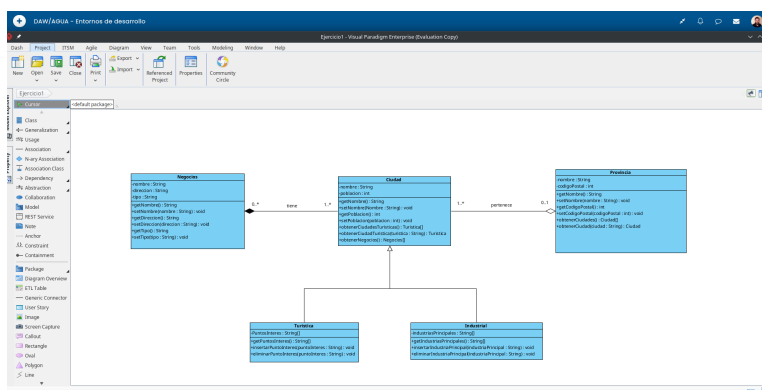 DAW/AGUA - Entornos de desarrollo
Ejercicio1 - Visual Paradigm Enterprise (Evaluation Copy)
Dash Project ITSM Agile Diagram View Team Tools Modeling Window Help
New Open Save Close Print Export Import Referenced Project Properties Community Circle
Ejercicio1
Cursor
<default package>
Class
Generalization
Usage
Association
N-ary Association
Association Class
Dependency
Abstraction
Collaboration
Model
REST Service
Note
Anchor
Constraint
Containment
Package
Diagram Overview
ETL Table
Generic Connector
User Story
Image
Screen Capture
Callout
Rectangle
Oval
Polygon
Line
Negocios
-nombre : String
-direcion : String
-tipo : String
+getNombre() : String
+setNombre(nombre : String) : void
+getDirecion() : String
+setDirecion(direcion : String) : void
+getTipo() : String
+setTipo(tipo : String) : void
0..*
tiene
1..*
Ciudad
-nombre : String
-poblacion : int
+getNombre() : String
+setNombre(Nombre : String) : void
+getPoblacion() : int
+setPoblacion(poblacion : int) : void
+obtenerCiudadesTuristicas() : Turistica[]
+obtenerCiudadTuristica(turistica : String) : Turistica
+obtenerNegocios() : Negocios[]
1..*
pertenece
0..1
Provincia
-nombre : String
-codigoPostal : int
+getNombre() : String
+setNombre(nombre : String) : void
+getCodigoPostal() : int
+setCodigoPostal(codigoPostal : int) : void
+obtenerCiudades() : Ciudad[]
+obtenerCiudad(ciudad : String) : Ciudad
Turistica
-PuntosInteres : String[]
+getPuntosInteres() : String[]
+insertarPuntoInteres(puntoInteres : String) : void
+eliminarPuntoInteres(puntoInteres : String) : void
Industrial
-industriasPrincipales : String[]
+getIndustriasPrincipales() : String[]
+insertarIndustriaPrincipal(industriaPrincipal : String) : void
+eliminarIndustriaPrincipal(industriaPrincipal : String) : void